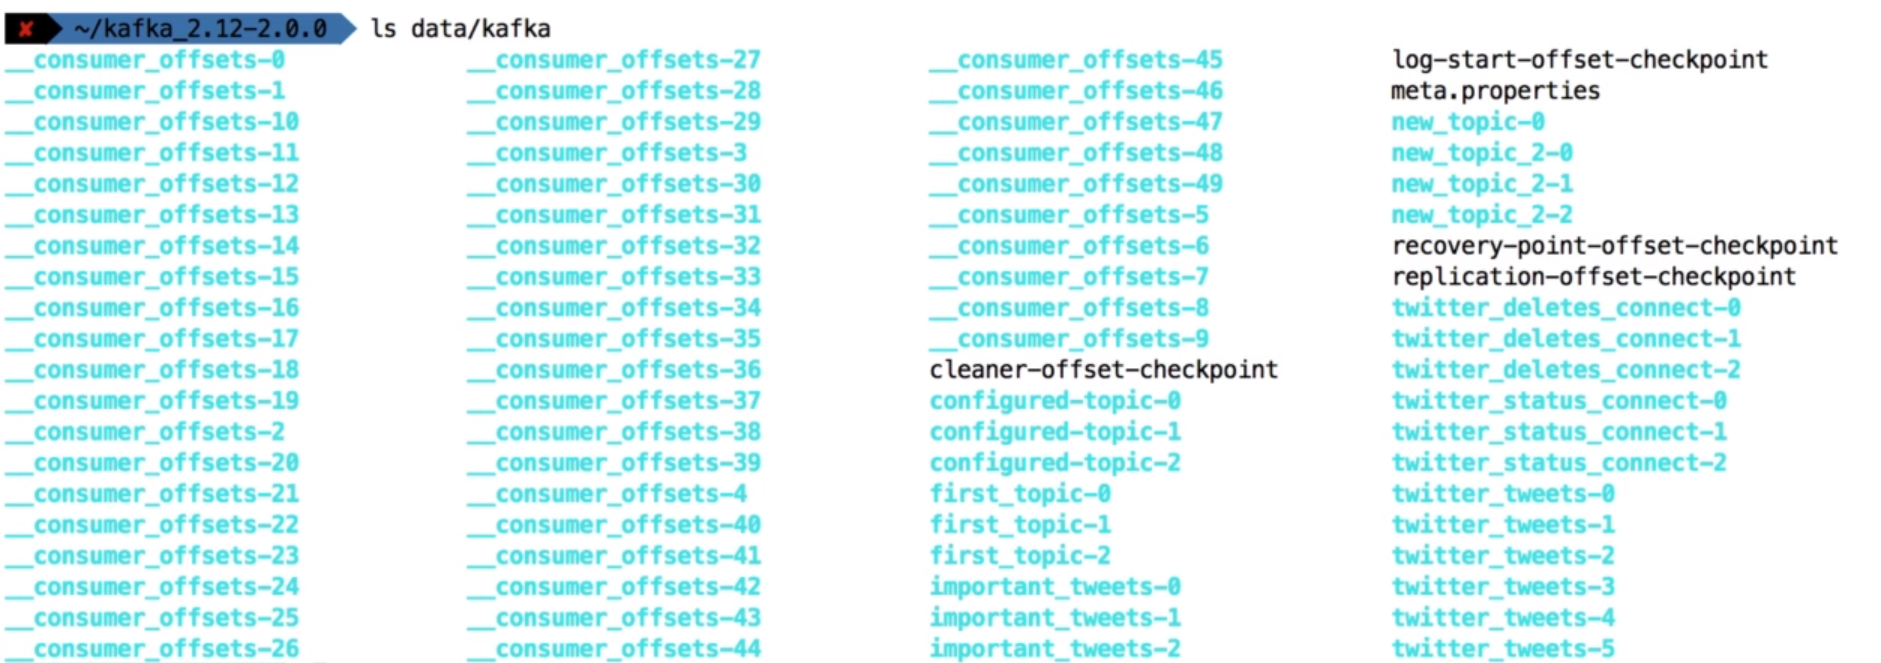 ✘ ~/kafka_2.12-2.0.0 ls data/kafka
__consumer_offsets-0 __consumer_offsets-27 __consumer_offsets-45 log-start-offset-checkpoint
__consumer_offsets-1 __consumer_offsets-28 __consumer_offsets-46 meta.properties
__consumer_offsets-10 __consumer_offsets-29 __consumer_offsets-47 new_topic-0
__consumer_offsets-11 __consumer_offsets-3 __consumer_offsets-48 new_topic_2-0
__consumer_offsets-12 __consumer_offsets-30 __consumer_offsets-49 new_topic_2-1
__consumer_offsets-13 __consumer_offsets-31 __consumer_offsets-5 new_topic_2-2
__consumer_offsets-14 __consumer_offsets-32 __consumer_offsets-6 recovery-point-offset-checkpoint
__consumer_offsets-15 __consumer_offsets-33 __consumer_offsets-7 replication-offset-checkpoint
__consumer_offsets-16 __consumer_offsets-34 __consumer_offsets-8 twitter_deletes_connect-0
__consumer_offsets-17 __consumer_offsets-35 __consumer_offsets-9 twitter_deletes_connect-1
__consumer_offsets-18 __consumer_offsets-36 cleaner-offset-checkpoint twitter_deletes_connect-2
__consumer_offsets-19 __consumer_offsets-37 configured-topic-0 twitter_status_connect-0
__consumer_offsets-2 __consumer_offsets-38 configured-topic-1 twitter_status_connect-1
__consumer_offsets-20 __consumer_offsets-39 configured-topic-2 twitter_status_connect-2
__consumer_offsets-21 __consumer_offsets-4 first_topic-0 twitter_tweets-0
__consumer_offsets-22 __consumer_offsets-40 first_topic-1 twitter_tweets-1
__consumer_offsets-23 __consumer_offsets-41 first_topic-2 twitter_tweets-2
__consumer_offsets-24 __consumer_offsets-42 important_tweets-0 twitter_tweets-3
__consumer_offsets-25 __consumer_offsets-43 important_tweets-1 twitter_tweets-4
__consumer_offsets-26 __consumer_offsets-44 important_tweets-2 twitter_tweets-5